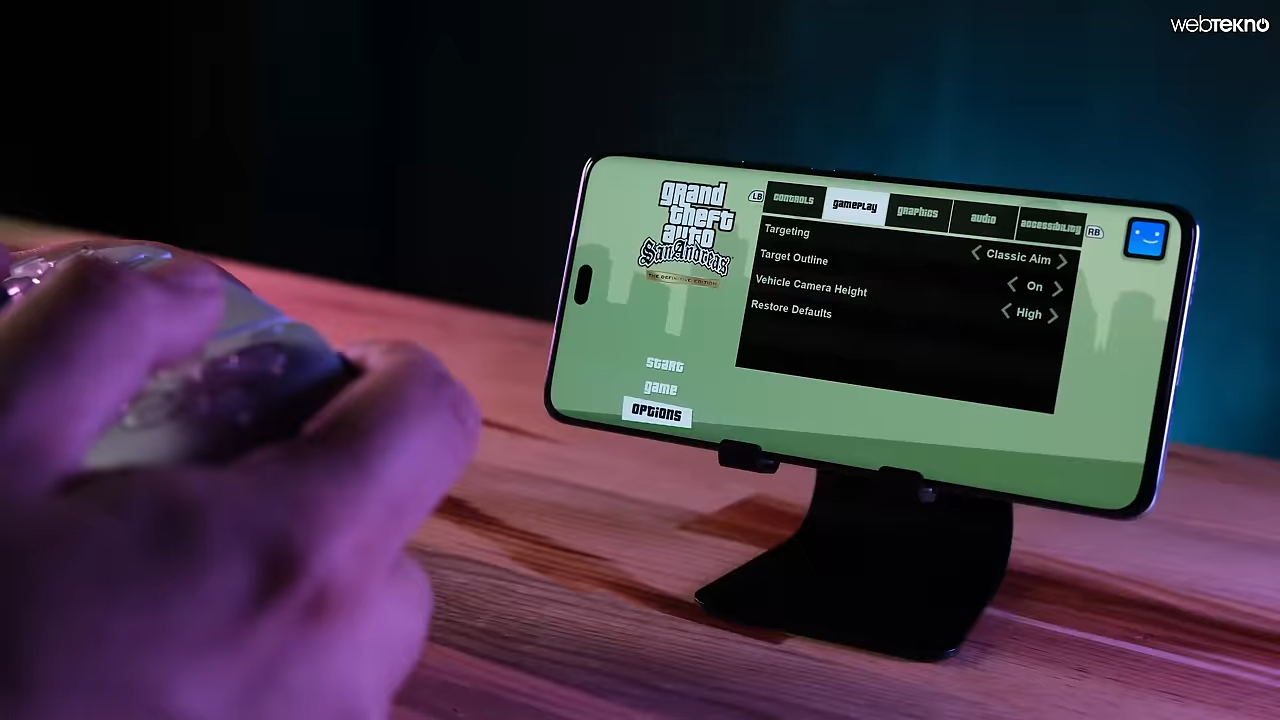 webtekno
grand
theft
auto
San Andreas
THE DEFINITIVE EDITION
LB
controls
gameplay
graphics
audio
accessibility
RB
Targeting
Classic Aim
Target Outline
On
Vehicle Camera Height
High
Restore Defaults
start
game
options